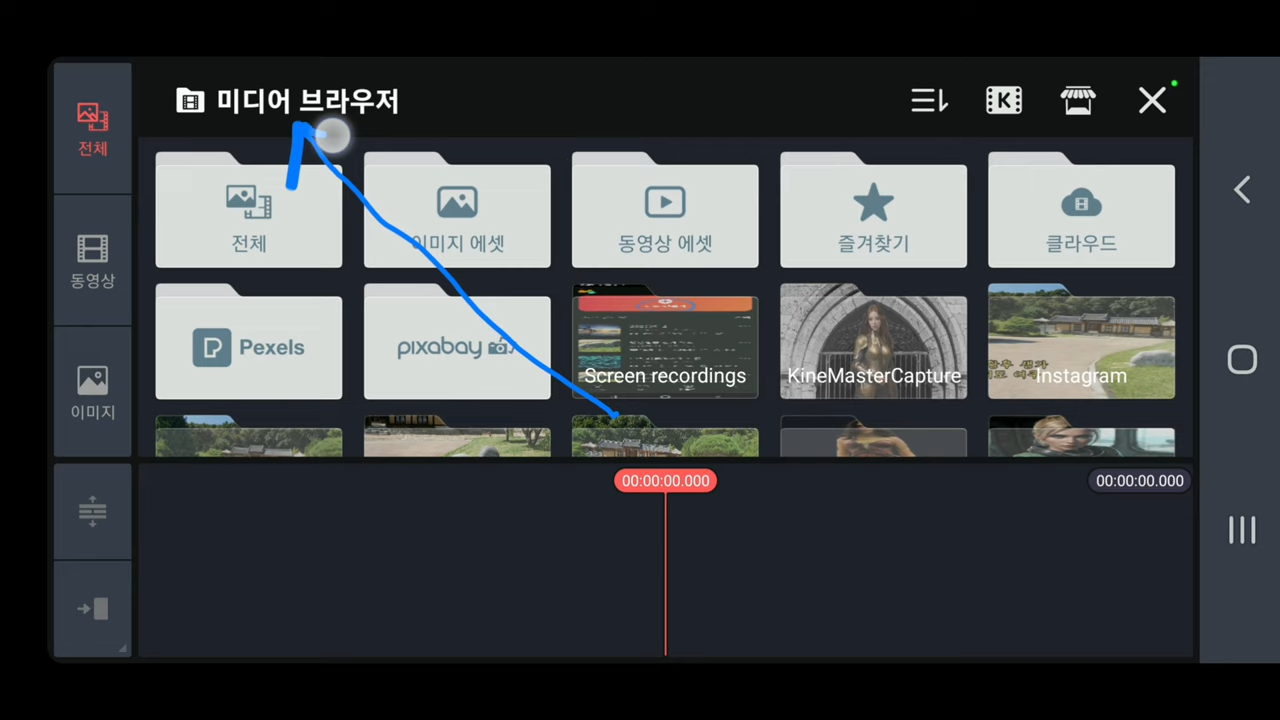 미디어 브라우저
전체
동영상
이미지
전체
이미지 에셋
동영상 에셋
즐겨찾기
클라우드
Pexels
pixabay
Screen recordings
KineMasterCapture
Instagram
00:00:00.000
00:00:00.000